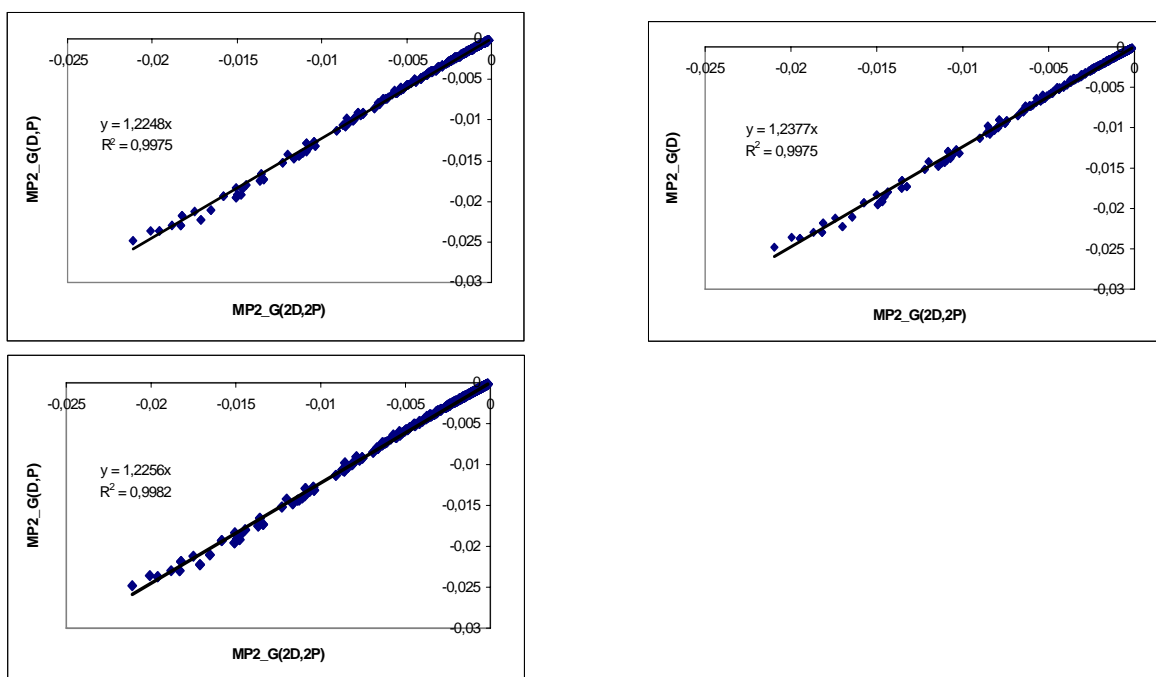 -0,025 -0,02 -0,015 -0,01 -0,005 0
0
-0,005
-0,01
-0,015
-0,02
-0,025
-0,03
y = 1,2248x
R² = 0,9975
MP2_G(D,P)
MP2_G(2D,2P)
-0,025 -0,02 -0,015 -0,01 -0,005 0
0
-0,005
-0,01
-0,015
-0,02
-0,025
-0,03
y = 1,2377x
R² = 0,9975
MP2_G(D)
MP2_G(2D,2P)
-0,025 -0,02 -0,015 -0,01 -0,005 0
0
-0,005
-0,01
-0,015
-0,02
-0,025
-0,03
y = 1,2256x
R² = 0,9982
MP2_G(D,P)
MP2_G(2D,2P)